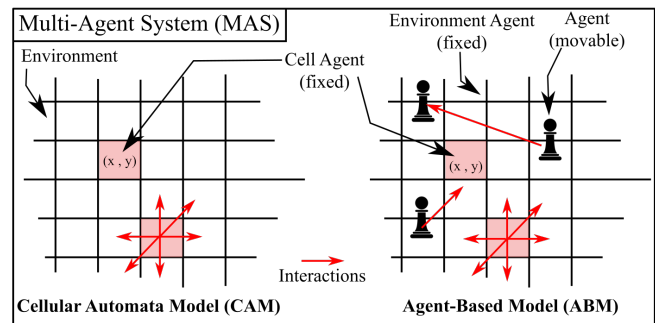 Multi-Agent System (MAS)
Environment
Cell Agent
(fixed)
Environment Agent
(fixed)
Agent
(movable)
(x , y)
(x , y)
Interactions
Cellular Automata Model (CAM)
Agent-Based Model (ABM)